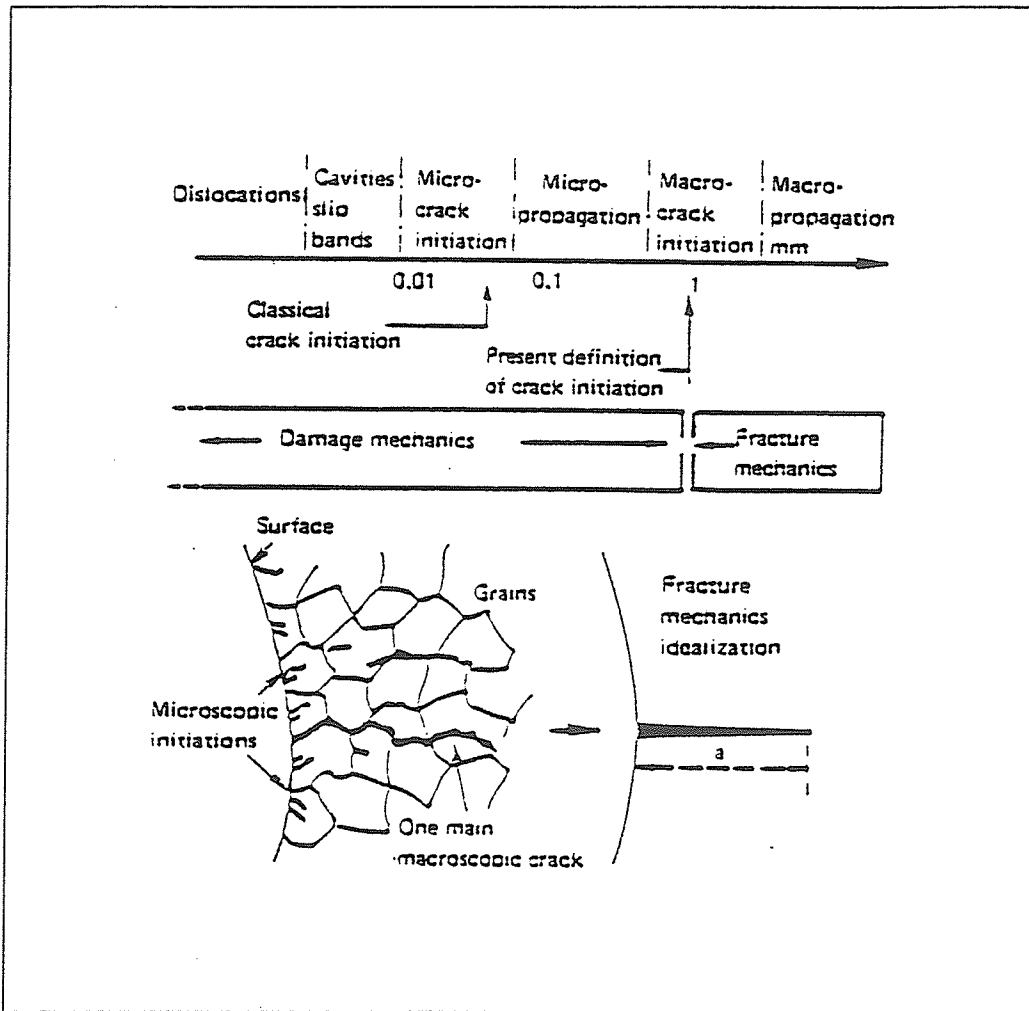 Dislocations
Cavities
slip
bands
Micro-
crack
initiation
Micro-
propagation
Macro-
crack
initiation
Macro-
propagation
mm
0.01
0.1
1
Classical
crack initiation
Present definition
of crack initiation
Damage mechanics
Fracture
mechanics
Surface
Grains
Fracture
mechanics
idealization
Microscopic
initiations
a
One main
macroscopic crack